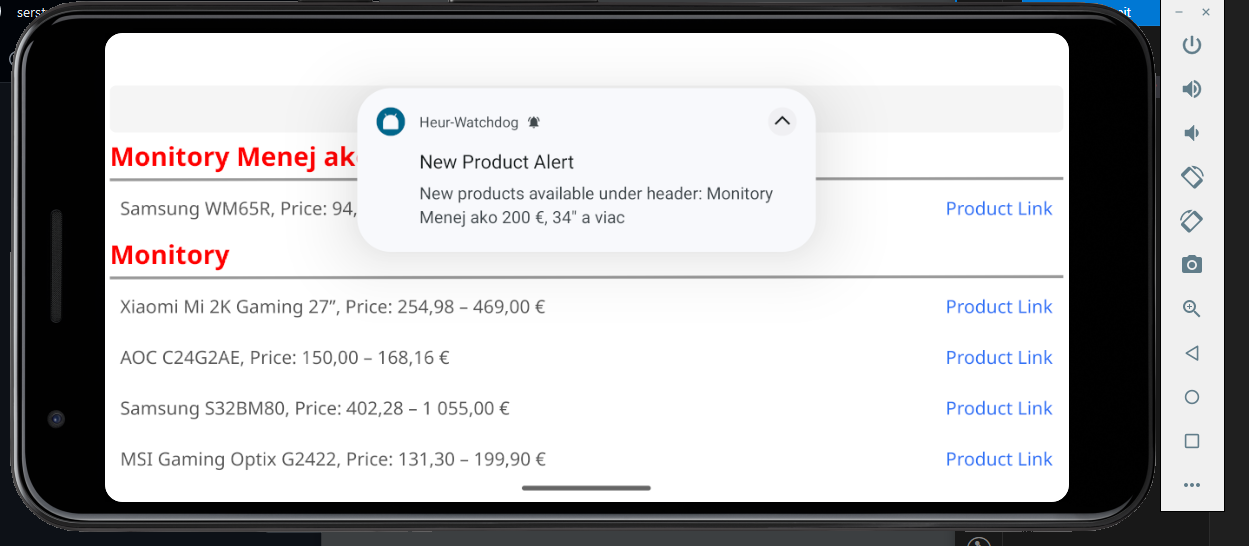 Heur-Watchdog
New Product Alert
New products available under header: Monitory
Menej ako 200 €, 34" a viac
Monitory Menej
Samsung WM65R, Price: 94,
Product Link
Monitory
Xiaomi Mi 2K Gaming 27”, Price: 254,98 – 469,00 €
Product Link
AOC C24G2AE, Price: 150,00 – 168,16 €
Product Link
Samsung S32BM80, Price: 402,28 – 1 055,00 €
Product Link
MSI Gaming Optix G2422, Price: 131,30 – 199,90 €
Product Link